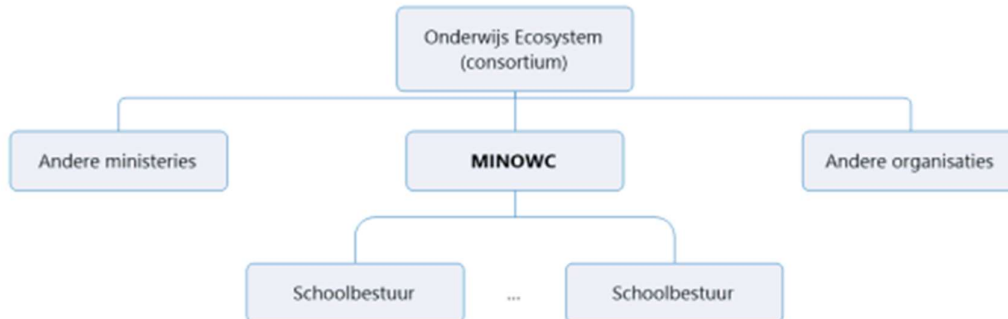 Onderwijs Ecosystem
(consortium)
Andere ministeries
MINOWC
Andere organisaties
Schoolbestuur
...
Schoolbestuur